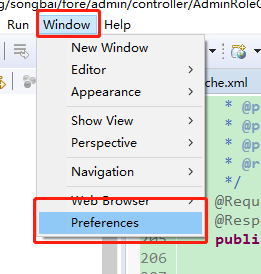 g/songbai/fore/admin/controller/AdminRole
Run Window Help
New Window
Editor
Appearance
Show View
Perspective
Navigation
Web Browser
Preferences
che.xml
* @p
* @p
* @p
* @r
*/
@Requ
@Resp
205 publi
206
207